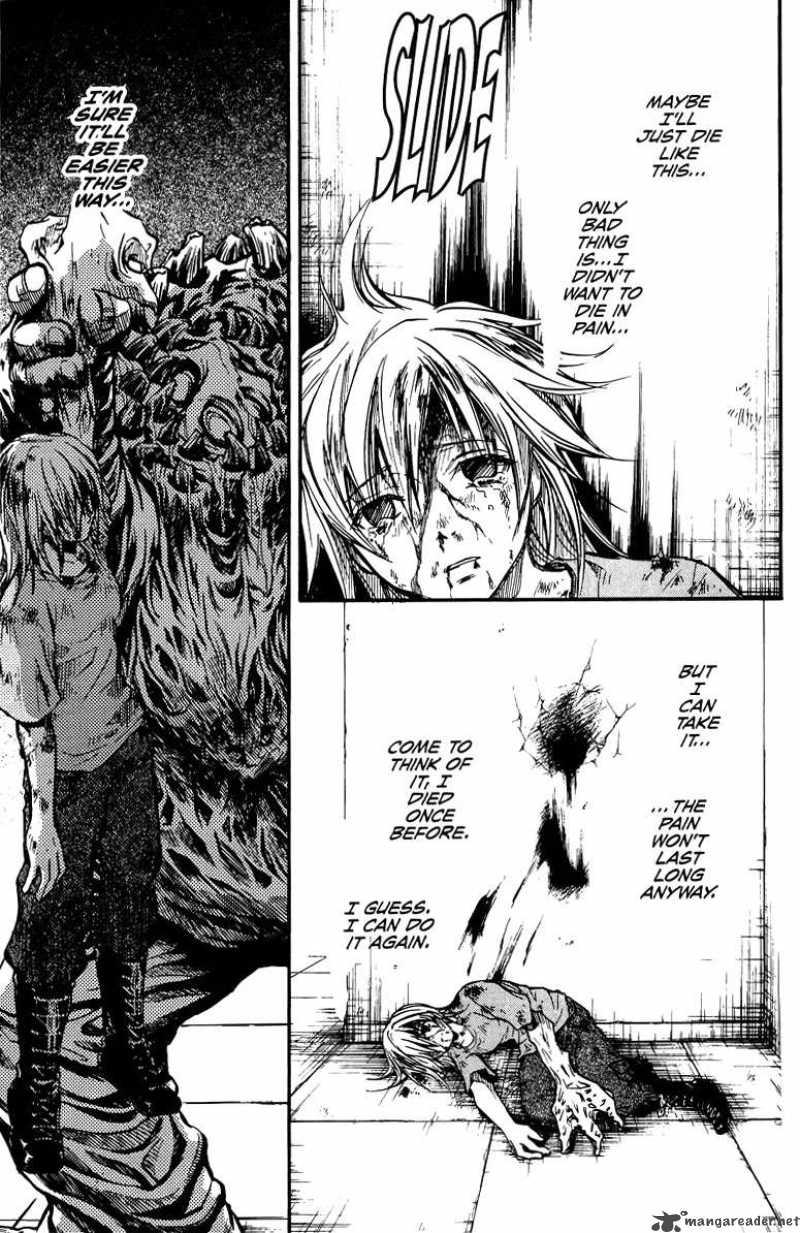 SLIDE
MAYBE
I'LL
JUST DIE
LIKE
THIS...
ONLY
BAD
THING
IS...I
DIDN'T
WANT TO
DIE IN
PAIN...
BUT
I
CAN
TAKE
IT...
...THE
PAIN
WON'T
LAST
LONG
ANYWAY.
COME TO
THINK OF
IT, I
DIED
ONCE
BEFORE.
I GUESS.
I CAN DO
IT AGAIN.
I'M
SURE
IT'LL
BE
EASIER
THIS
WAY...
mangareader.net